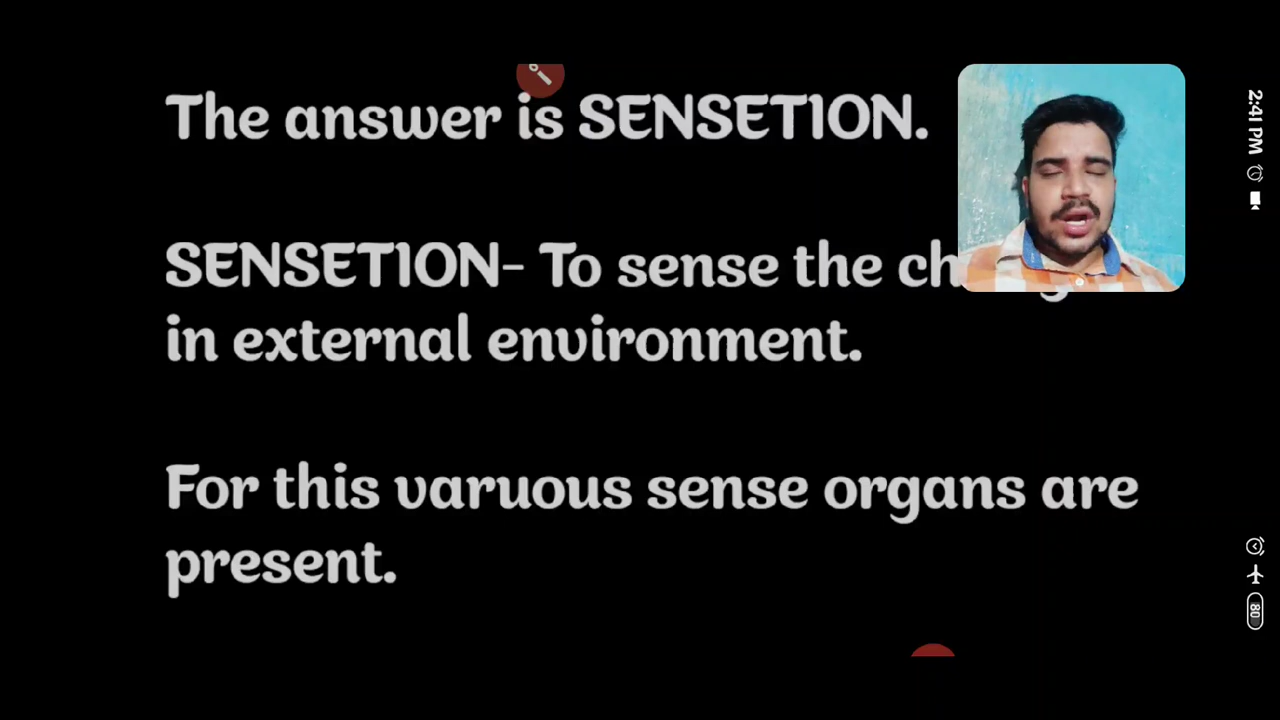 The answer is SENSETION.
SENSETION- To sense the
in external environment.
For this varuous sense organs are
present.
2:41 PM
80